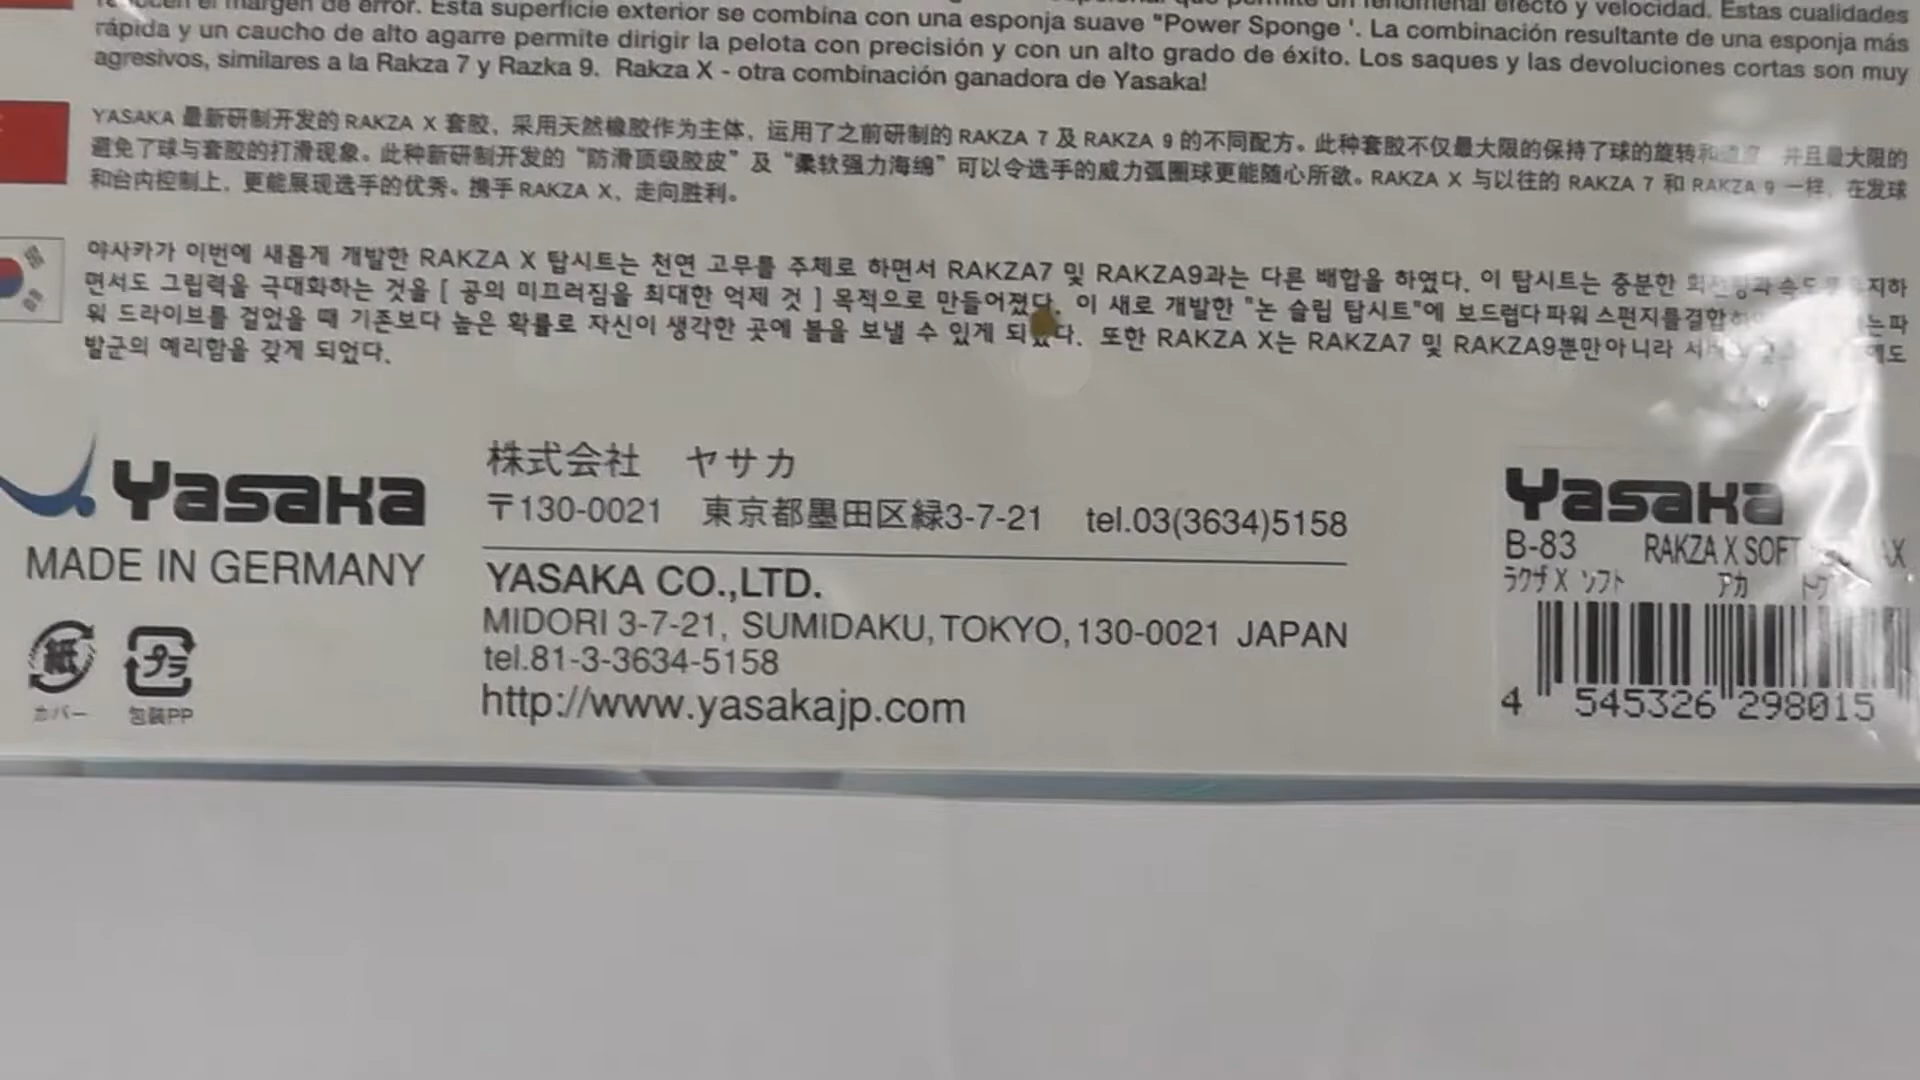 el margen de error. Esta superficie exterior se combina con una esponja suave "Power Sponge '. La combinación resultante de una esponja más
rápida y un caucho de alto agarre permite dirigir la pelota con precisión y con un alto grado de éxito. Los saques y las devoluciones cortas son muy
agresivos, similares a la Rakza 7 y Razka 9. Rakza X - otra combinación ganadora de Yasaka!
YASAKA 最新研制开发的 RAKZA X 套胶，采用天然橡胶作为主体，运用了之前研制的 RAKZA 7 及 RAKZA 9 的不同配方。此种套胶不仅最大限的保持了球的旋转和 并且最大限的
避免了球与套胶的打滑现象。此种新研制开发的“防滑顶级胶皮”及“柔软强力海绵”可以令选手的威力弧圈球更能随心所欲。RAKZA X 与以往的 RAKZA 7 和 RAKZA 9 一样，在发球
和台内控制上，更能展现选手的优秀。携手 RAKZA X，走向胜利。
야사카가 이번에 새롭게 개발한 RAKZA X 탑시트는 천연 고무를 주체로 하면서 RAKZA7 및 RAKZA9과는 다른 배합을 하였다. 이 탑시트는 충분한
면서도 그립력을 극대화하는 것을 [ 공의 미끄러짐을 최대한 억제 것 ] 목적으로 만들어졌다. 이 새로 개발한 "논 슬립 탑시트"에 보드럽다 파워 스펀지를결합
워 드라이브를 걸었을 때 기존보다 높은 확률로 자신이 생각한 곳에 볼을 보낼 수 있게 되었다. 또한 RAKZA X는 RAKZA7 및 RAKZA9뿐만아니라
발군의 예리함을 갖게 되었다.
Yasaka
MADE IN GERMANY
紙
プラ
カバー
包装PP
株式会社 ヤサカ
〒130-0021 東京都墨田区緑3-7-21 tel.03(3634)5158
YASAKA CO.,LTD.
MIDORI 3-7-21, SUMIDAKU, TOKYO, 130-0021 JAPAN
tel.81-3-3634-5158
http://www.yasakajp.com
Yasaka
B-83 RAKZA X SOFT
ラクザ X ソフト アカ
4 545326 298015